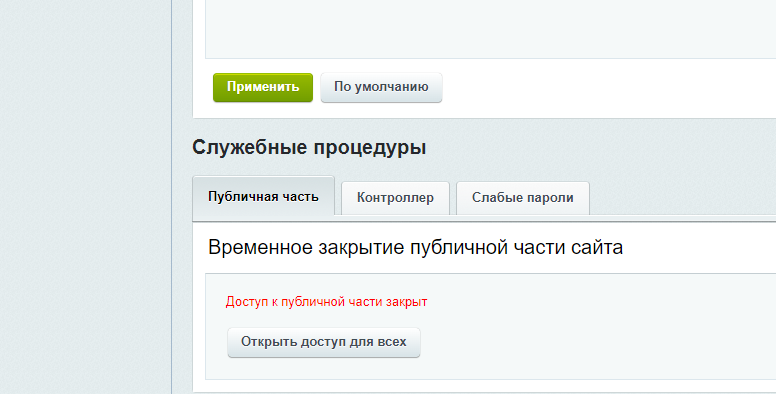 Применить
По умолчанию
Служебные процедуры
Публичная часть
Контроллер
Слабые пароли
Временное закрытие публичной части сайта
Доступ к публичной части закрыт
Открыть доступ для всех